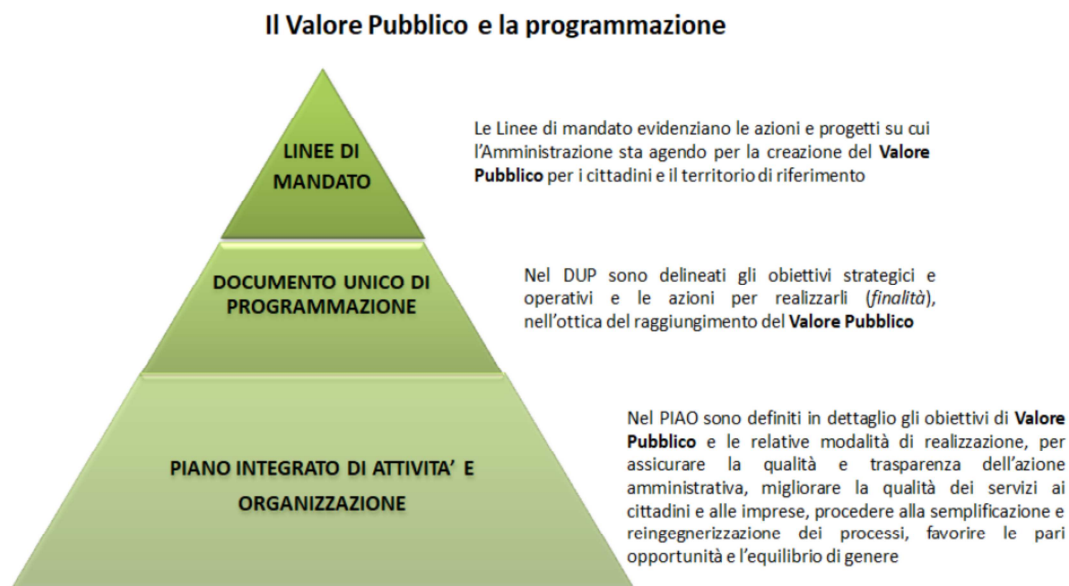 Il Valore Pubblico e la programmazione
LINEE DI
MANDATO
Le Linee di mandato evidenziano le azioni e progetti su cui
l'Amministrazione sta agendo per la creazione del Valore
Pubblico per i cittadini e il territorio di riferimento
DOCUMENTO UNICO DI
PROGRAMMAZIONE
Nel DUP sono delineati gli obiettivi strategici e
operativi e le azioni per realizzarli (finalità),
nell'ottica del raggiungimento del Valore Pubblico
PIANO INTEGRATO DI ATTIVITA' E
ORGANIZZAZIONE
Nel PIAO sono definiti in dettaglio gli obiettivi di Valore
Pubblico e le relative modalità di realizzazione, per
assicurare la qualità e trasparenza dell'azione
amministrativa, migliorare la qualità dei servizi ai
cittadini e alle imprese, procedere alla semplificazione e
reingegnerizzazione dei processi, favorire le pari
opportunità e l'equilibrio di genere